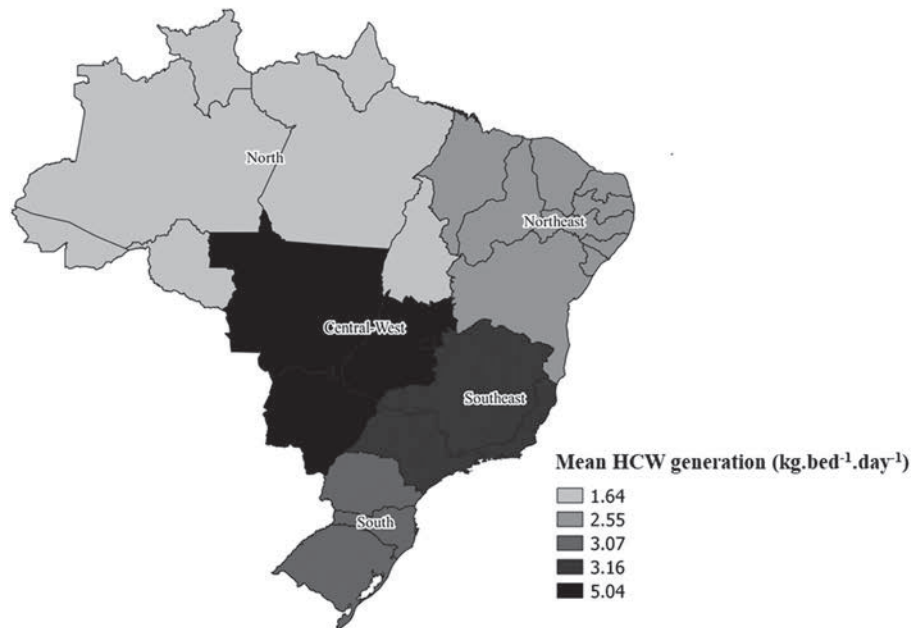 North
Northeast
Central-West
Southeast
South
Mean HCW generation (kg.bed⁻¹.day⁻¹)
1.64
2.55
3.07
3.16
5.04